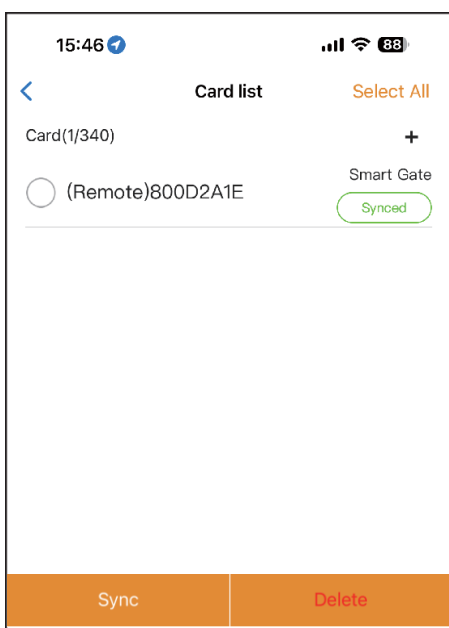 15:46 88
Card list Select All
Card(1/340) +
Smart Gate
(Remote)800D2A1E
Synced
Sync Delete